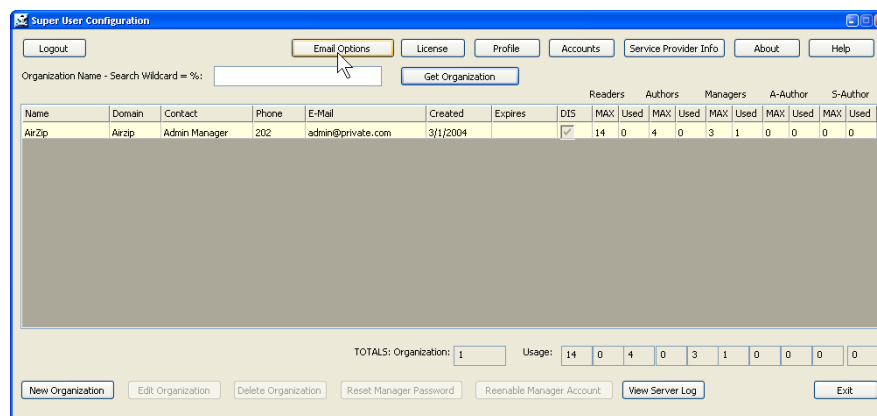 Super User Configuration
Logout Email Options License Profile Accounts Service Provider Info About Help
Organization Name - Search Wildcard = %: Get Organization
Readers Authors Managers A-Author S-Author
Name Domain Contact Phone E-Mail Created Expires DIS MAX Used MAX Used MAX Used MAX Used MAX Used
AirZip Airzip Admin Manager 202 admin@private.com 3/1/2004 14 0 4 0 3 1 0 0 0 0
TOTALS: Organization: 1 Usage: 14 0 4 0 3 1 0 0 0 0
New Organization Edit Organization Delete Organization Reset Manager Password Reenable Manager Account View Server Log Exit